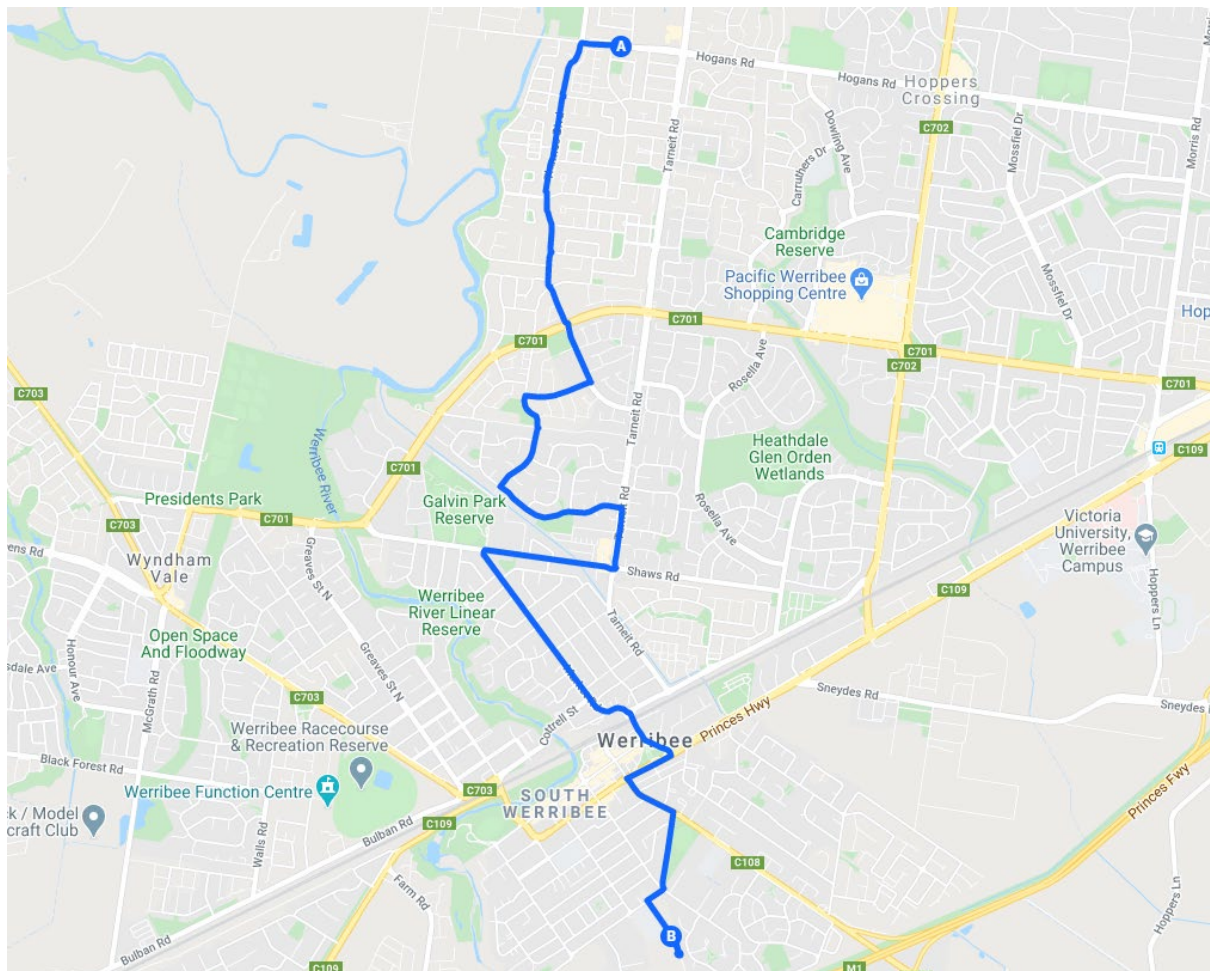 A
Hogans Rd
Hogans Rd
Hoppers
Crossing
C702
Tarneit Rd
Dowling Ave
Mossfiel Dr
Morris Rd
Carruthers Dr
Cambridge
Reserve
Pacific Werribee
Shopping Centre
Mossfiel Dr
C701
C701
C701
C702
C701
C703
Rosella Ave
Tarneit Rd
Werribee River
Heathdale
Glen Orden
Wetlands
C109
C701
Presidents Park
Galvin Park
Reserve
Rosella Ave
C703
C701
Wyndham
Vale
Greaves St N
Victoria
University,
Werribee
Campus
Shaws Rd
Hoppers Ln
C109
Werribee
River Linear
Reserve
Tarneit Rd
Open Space
And Floodway
Honour Ave
McGrath Rd
Greaves St N
C703
Cottrell St
Sneydes Rd
Sneydes
Princes Hwy
Werribee
Werribee Racecourse
& Recreation Reserve
Black Forest Rd
Werribee Function Centre
C703
SOUTH
WERRIBEE
Princes Fwy
Model
craft Club
Walls Rd
Bulban Rd
C109
C108
Farm Rd
Hoppers Ln
B
Bulban Rd
C109
M1